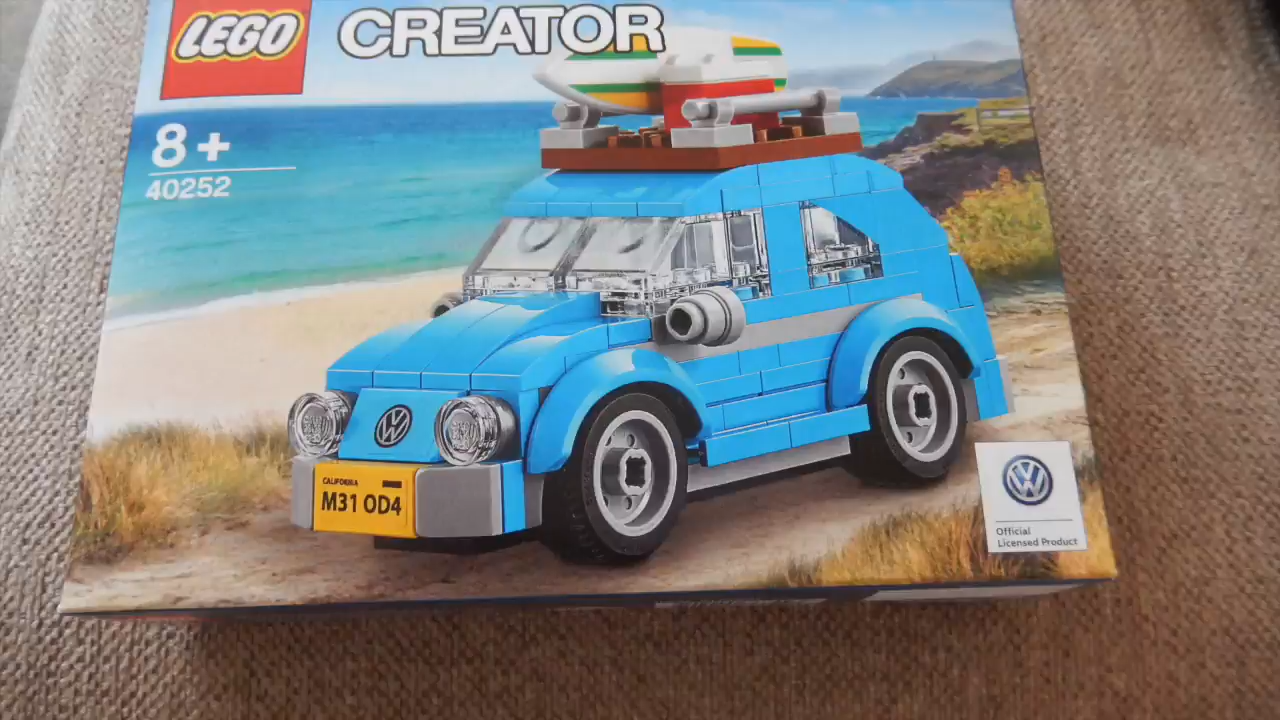 LEGO CREATOR
8+
40252
CALIFORNIA
M31 OD4
Official
Licensed Product